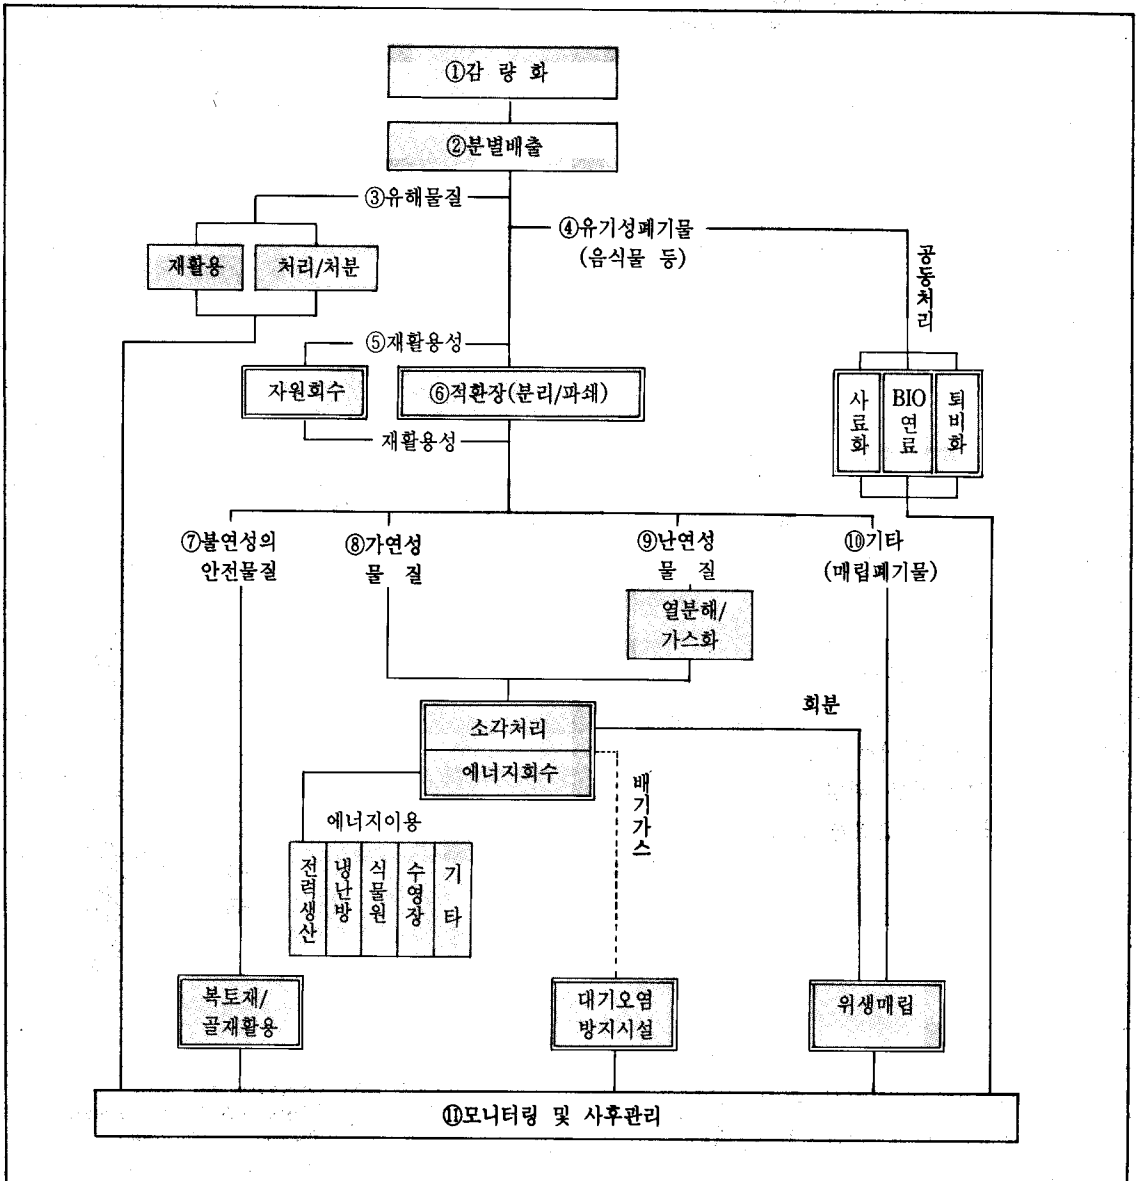 ①감 량 화
②분별배출
③유해물질
④유기성폐기물
(음식물 등)
재활용
처리/처분
공동처리
⑤재활용성
자원회수
⑥적환장(분리/파쇄)
재활용성
사료화
BIO
연료
퇴비화
⑦불연성의
안전물질
⑧가연성
물 질
⑨난연성
물 질
⑩기타
(매립폐기물)
열분해/
가스화
회분
소각처리
에너지회수
배기가스
에너지이용
전력생산
냉난방
식물원
수영장
기타
복토재/
골재활용
대기오염
방지시설
위생매립
⑪모니터링 및 사후관리